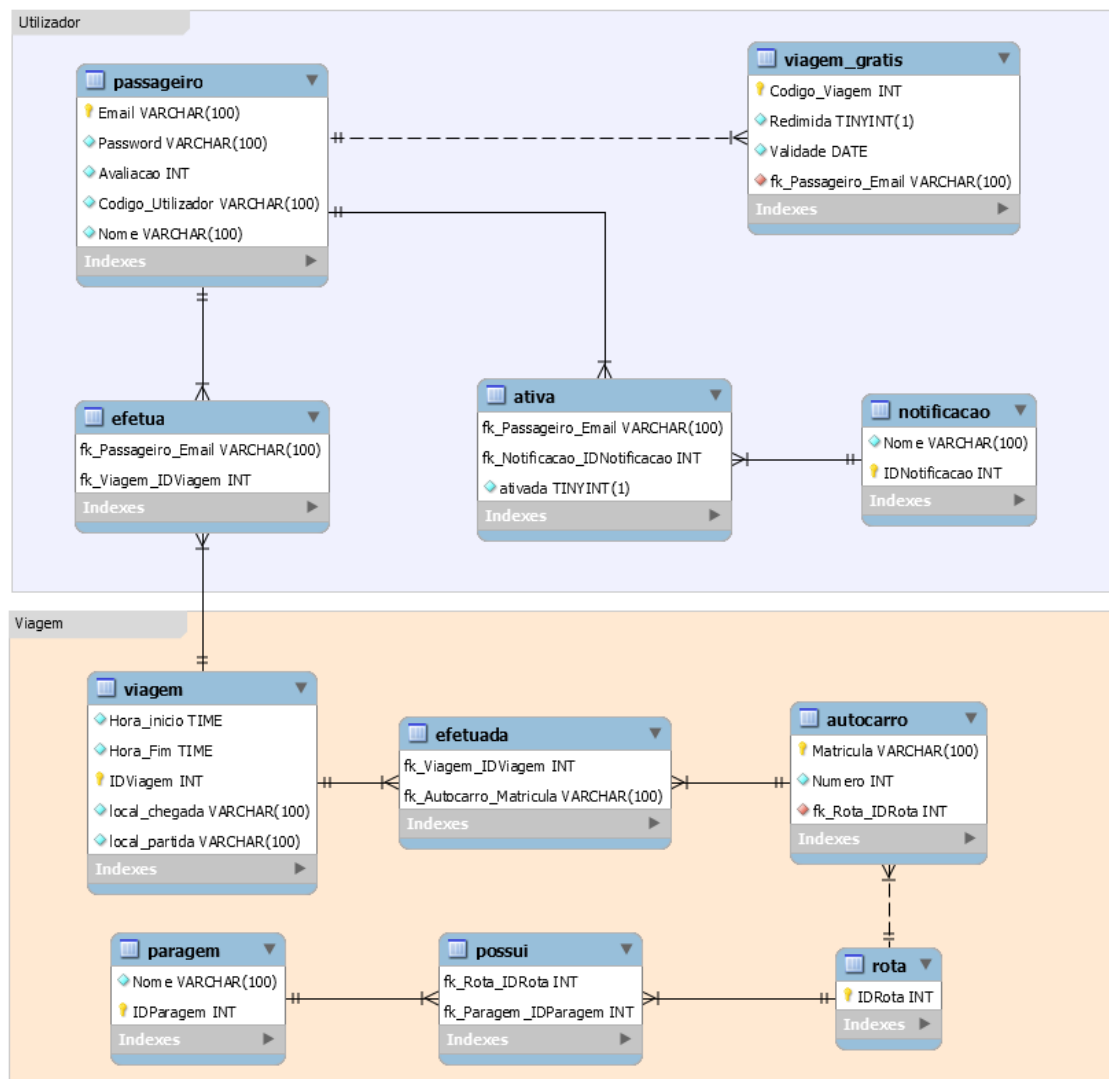 Utilizador
passageiro
Email VARCHAR(100)
Password VARCHAR(100)
Avaliacao INT
Codigo_Utilizador VARCHAR(100)
Nome VARCHAR(100)
Indexes
viagem_gratis
Codigo_Viagem INT
Redimida TINYINT(1)
Validade DATE
fk_Passageiro_Email VARCHAR(100)
Indexes
efetua
fk_Passageiro_Email VARCHAR(100)
fk_Viagem_IDViagem INT
Indexes
ativa
fk_Passageiro_Email VARCHAR(100)
fk_Notificacao_IDNotificacao INT
ativada TINYINT(1)
Indexes
notificacao
Nome VARCHAR(100)
IDNotificacao INT
Indexes
Viagem
viagem
Hora_inicio TIME
Hora_Fim TIME
IDViagem INT
local_chegada VARCHAR(100)
local_partida VARCHAR(100)
Indexes
efetuada
fk_Viagem_IDViagem INT
fk_Autocarro_Matricula VARCHAR(100)
Indexes
autocarro
Matricula VARCHAR(100)
Numero INT
fk_Rota_IDRota INT
Indexes
paragem
Nome VARCHAR(100)
IDParagem INT
Indexes
possui
fk_Rota_IDRota INT
fk_Paragem_IDParagem INT
Indexes
rota
IDRota INT
Indexes